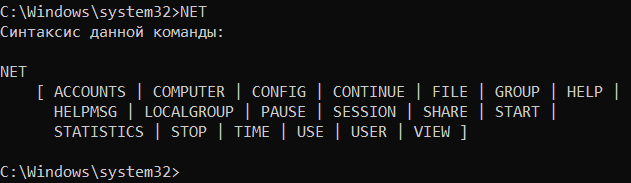 C:\Windows\system32>NET
Синтаксис данной команды:
NET
[ ACCOUNTS | COMPUTER | CONFIG | CONTINUE | FILE | GROUP | HELP |
HELPMSG | LOCALGROUP | PAUSE | SESSION | SHARE | START |
STATISTICS | STOP | TIME | USE | USER | VIEW ]
C:\Windows\system32>